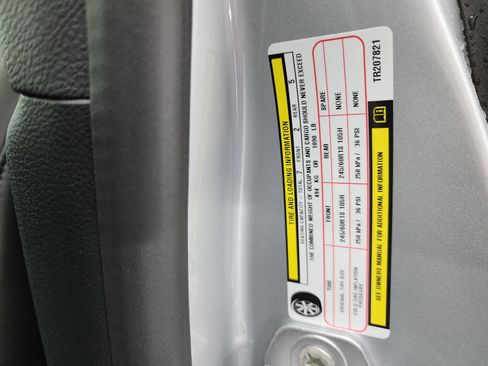 TIRE AND LOADING INFORMATION
SEATING CAPACITY - TOTAL 7 FRONT 2 REAR 5
THE COMBINED WEIGHT OF OCCUPANTS AND CARGO SHOULD NEVER EXCEED
494 KG OR 1090 LB
TIRE FRONT REAR SPARE
ORIGINAL TIRE SIZE 245/60R18 105H 245/60R18 105H NONE
COLD TIRE INFLATION PRESSURE 250 kPa / 36 PSI 250 kPa / 36 PSI NONE
SEE OWNERS MANUAL FOR ADDITIONAL INFORMATION
TR207821